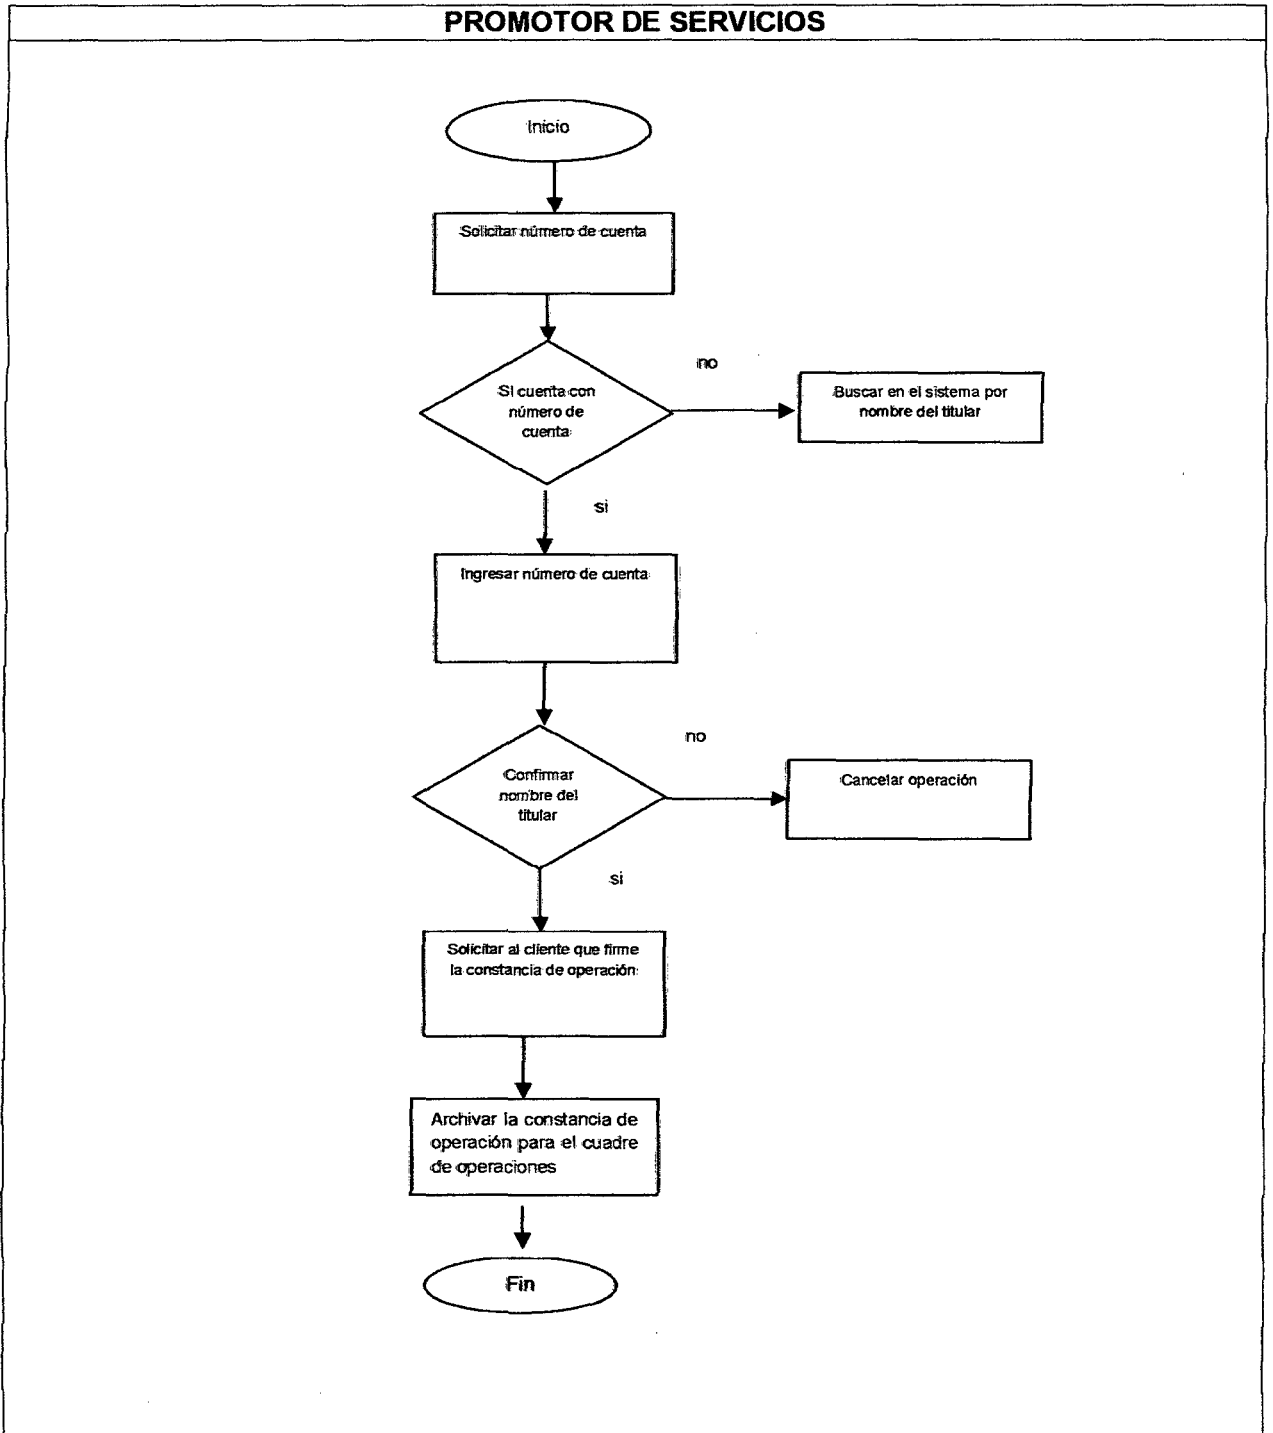 PROMOTOR DE SERVICIOS
Inicio
Solicitar número de cuenta
no
Si cuenta con
número de
cuenta
Buscar en el sistema por
nombre del titular
si
Ingresar número de cuenta
no
Confirmar
nombre del
titular
Cancelar operación
si
Solicitar al cliente que firme
la constancia de operación
Archivar la constancia de
operación para el cuadre
de operaciones
Fin